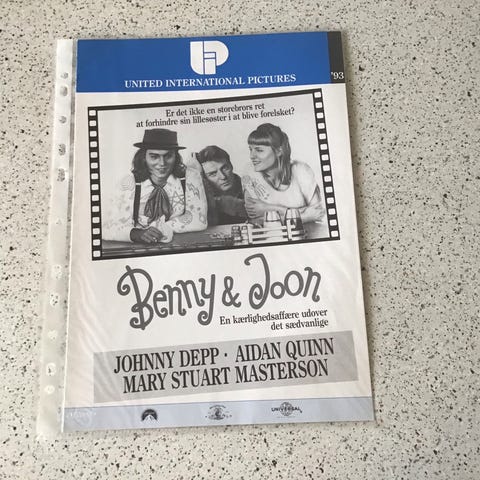 UIP
UNITED INTERNATIONAL PICTURES
'93
Er det ikke en storebrors ret
at forhindre sin lillesøster i at blive forelsket?
Benny & Joon
En kærlighedsaffære udover
det sædvanlige
JOHNNY DEPP · AIDAN QUINN
MARY STUART MASTERSON
UNIVERSAL